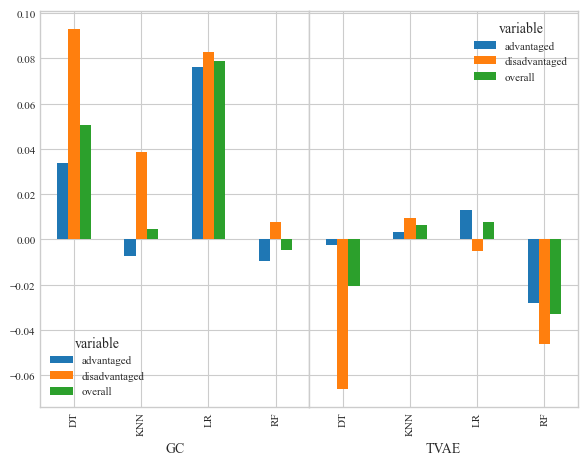 0.10
0.08
0.06
0.04
0.02
0.00
−0.02
−0.04
−0.06
variable
advantaged
disadvantaged
overall
variable
advantaged
disadvantaged
overall
DT
KNN
LR
RF
DT
KNN
LR
RF
GC
TVAE